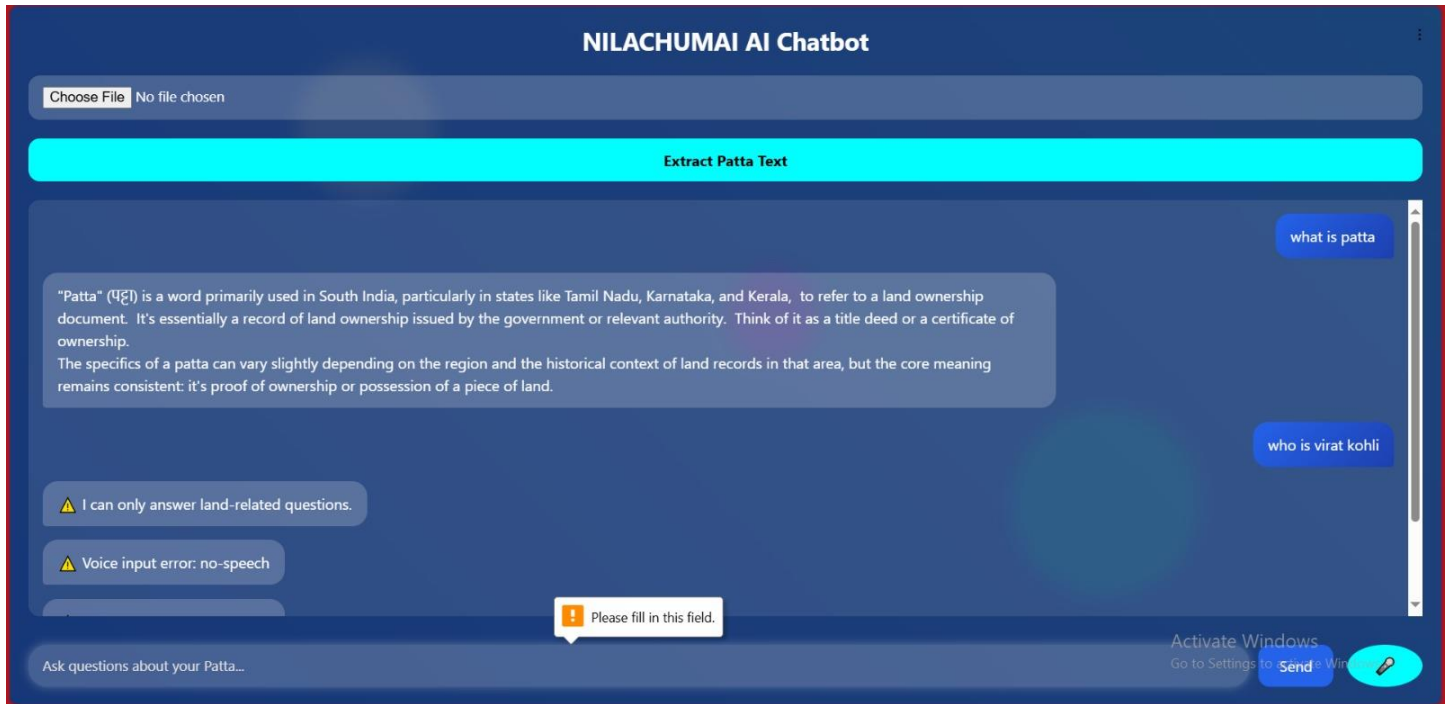 NILACHUMAI AI Chatbot
Choose File No file chosen
Extract Patta Text
what is patta
"Patta" (पट्टा) is a word primarily used in South India, particularly in states like Tamil Nadu, Karnataka, and Kerala, to refer to a land ownership
document. It's essentially a record of land ownership issued by the government or relevant authority. Think of it as a title deed or a certificate of
ownership.
The specifics of a patta can vary slightly depending on the region and the historical context of land records in that area, but the core meaning
remains consistent: it's proof of ownership or possession of a piece of land.
who is virat kohli
⚠ I can only answer land-related questions.
⚠ Voice input error: no-speech
Please fill in this field.
Ask questions about your Patta...
Send
Activate Windows
Go to Settings to